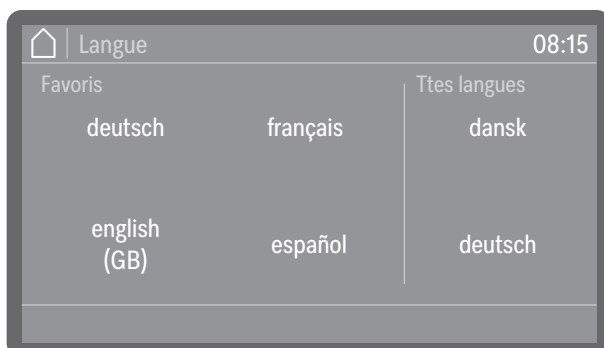 Langue
08:15
Favoris
Ttes langues
deutsch
français
dansk
english
(GB)
español
deutsch